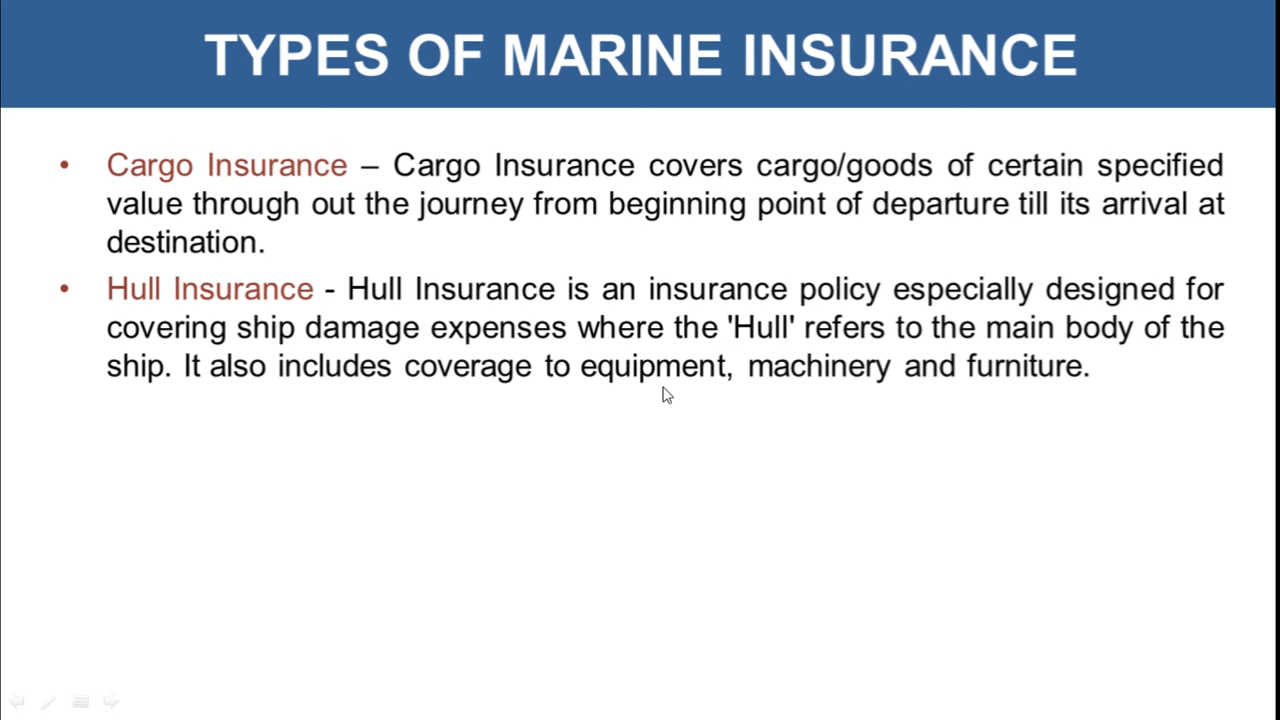 TYPES OF MARINE INSURANCE
• Cargo Insurance – Cargo Insurance covers cargo/goods of certain specified
value through out the journey from beginning point of departure till its arrival at
destination.
• Hull Insurance - Hull Insurance is an insurance policy especially designed for
covering ship damage expenses where the 'Hull' refers to the main body of the
ship. It also includes coverage to equipment, machinery and furniture.